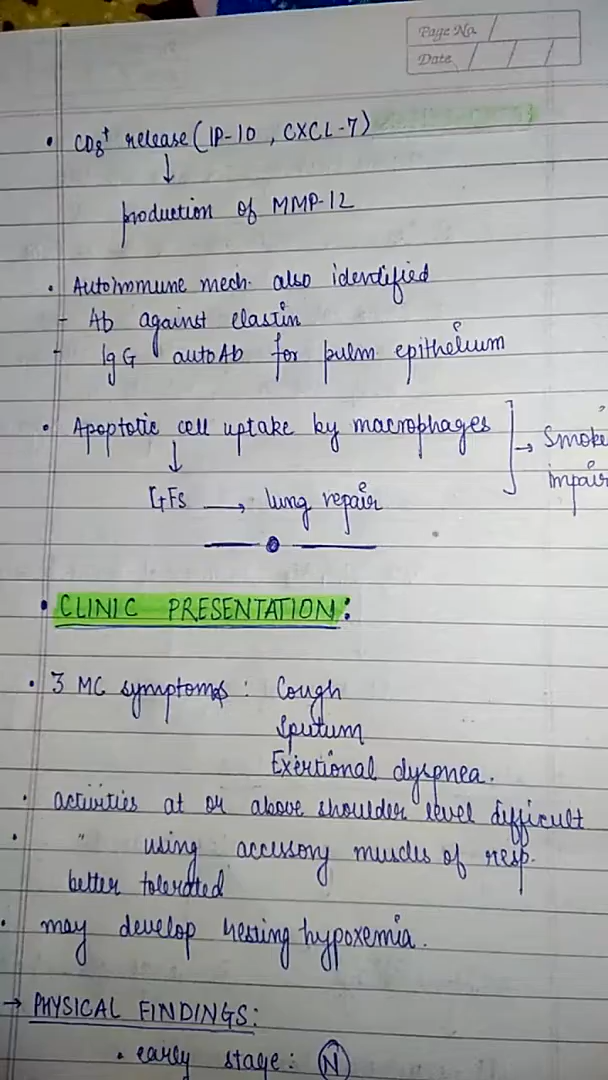 Page No.
Date
• CD8+ release (IP-10, CXCL-7)
↓
production of MMP-12
• Autoimmune mech. also identified
- Ab against elastin
- IgG autoAb for pulm epithelium
• Apoptotic cell uptake by macrophages ] → Smoke
impair
↓
GFs → lung repair
• CLINIC PRESENTATION:
• 3 MC symptoms: Cough
Sputum
Exertional dyspnea.
• activities at or above shoulder level difficult
• " using accessory muscles of resp.
better tolerated
• may develop resting hypoxemia.
→ PHYSICAL FINDINGS:
• early stage: (N)